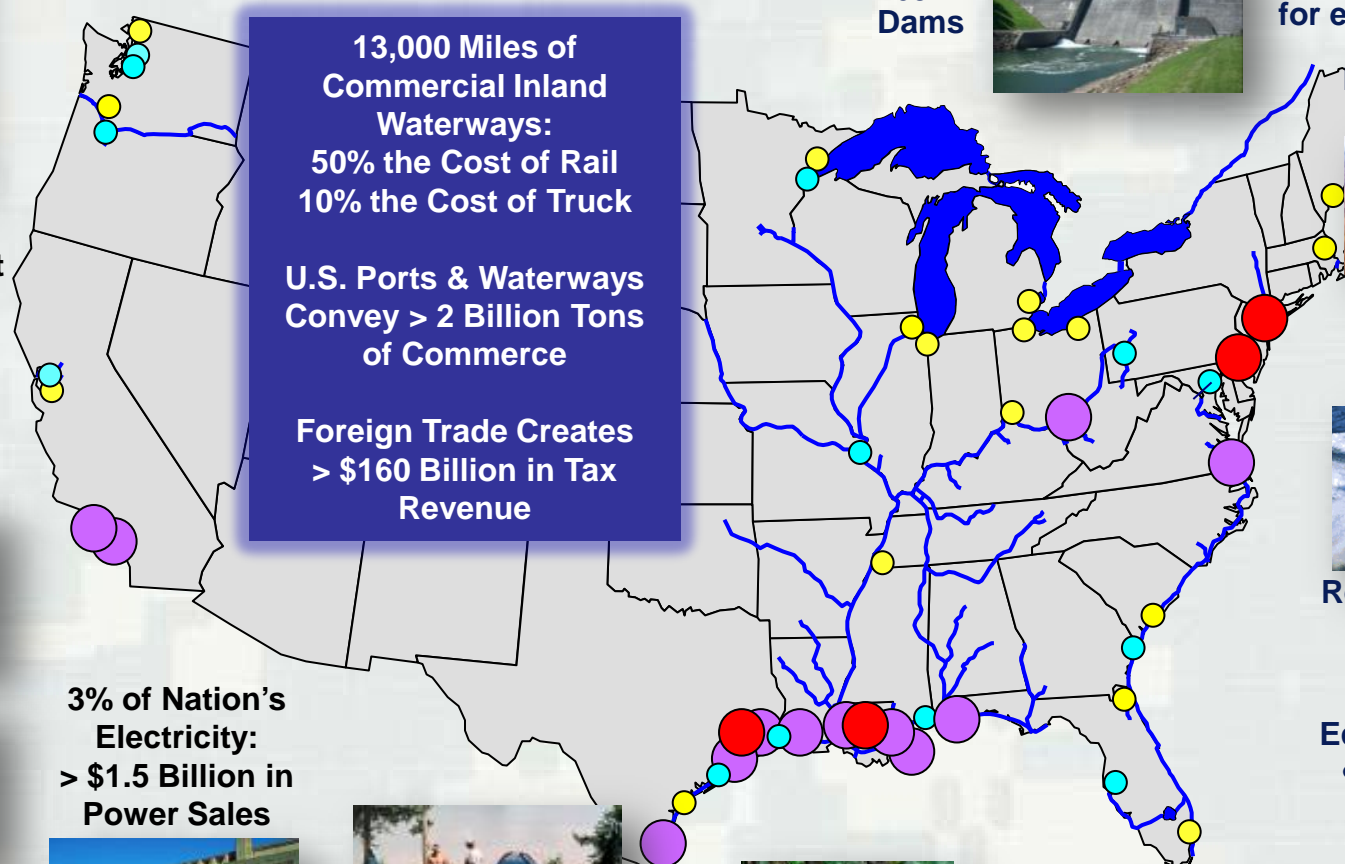 Dams
for e
13,000 Miles of
Commercial Inland
Waterways:
50% the Cost of Rail
10% the Cost of Truck
U.S. Ports & Waterways
Convey > 2 Billion Tons
of Commerce
Foreign Trade Creates
> $160 Billion in Tax
Revenue
t
R
3% of Nation’s
Electricity:
> $1.5 Billion in
Power Sales